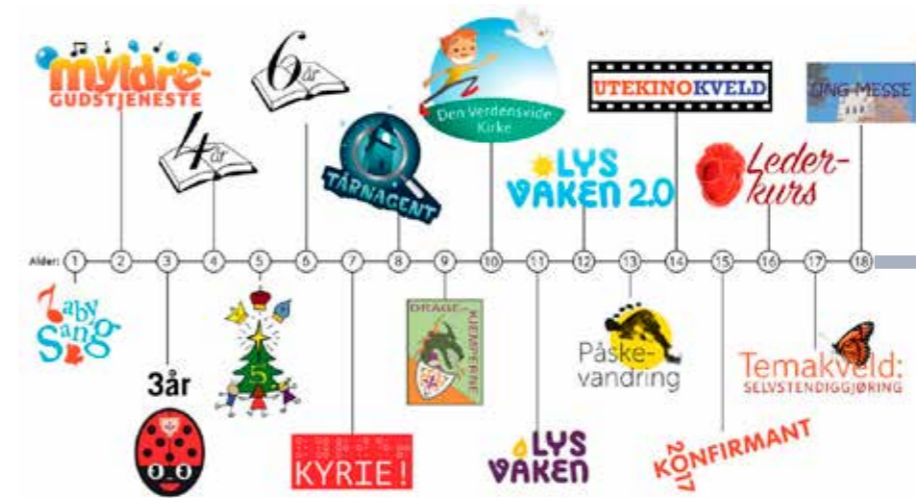 myldre-
GUDSTJENESTE
4
år
6
år
TÅRNAGENT
Den Verdensvide
Kirke
LYS
VÅKEN 2.0
UTEKINOKVELD
Leder-
kurs
UNG MESSE
Alder: 1 2 3 4 5 6 7 8 9 10 11 12 13 14 15 16 17 18
Baby
Sang
3år
5
KYRIE!
DRAGE-
KJEMPERNE
LYS
VÅKEN
Påske-
vandring
KONFIRMANT
2017
Temakveld:
SELVSTENDIGGJØRING